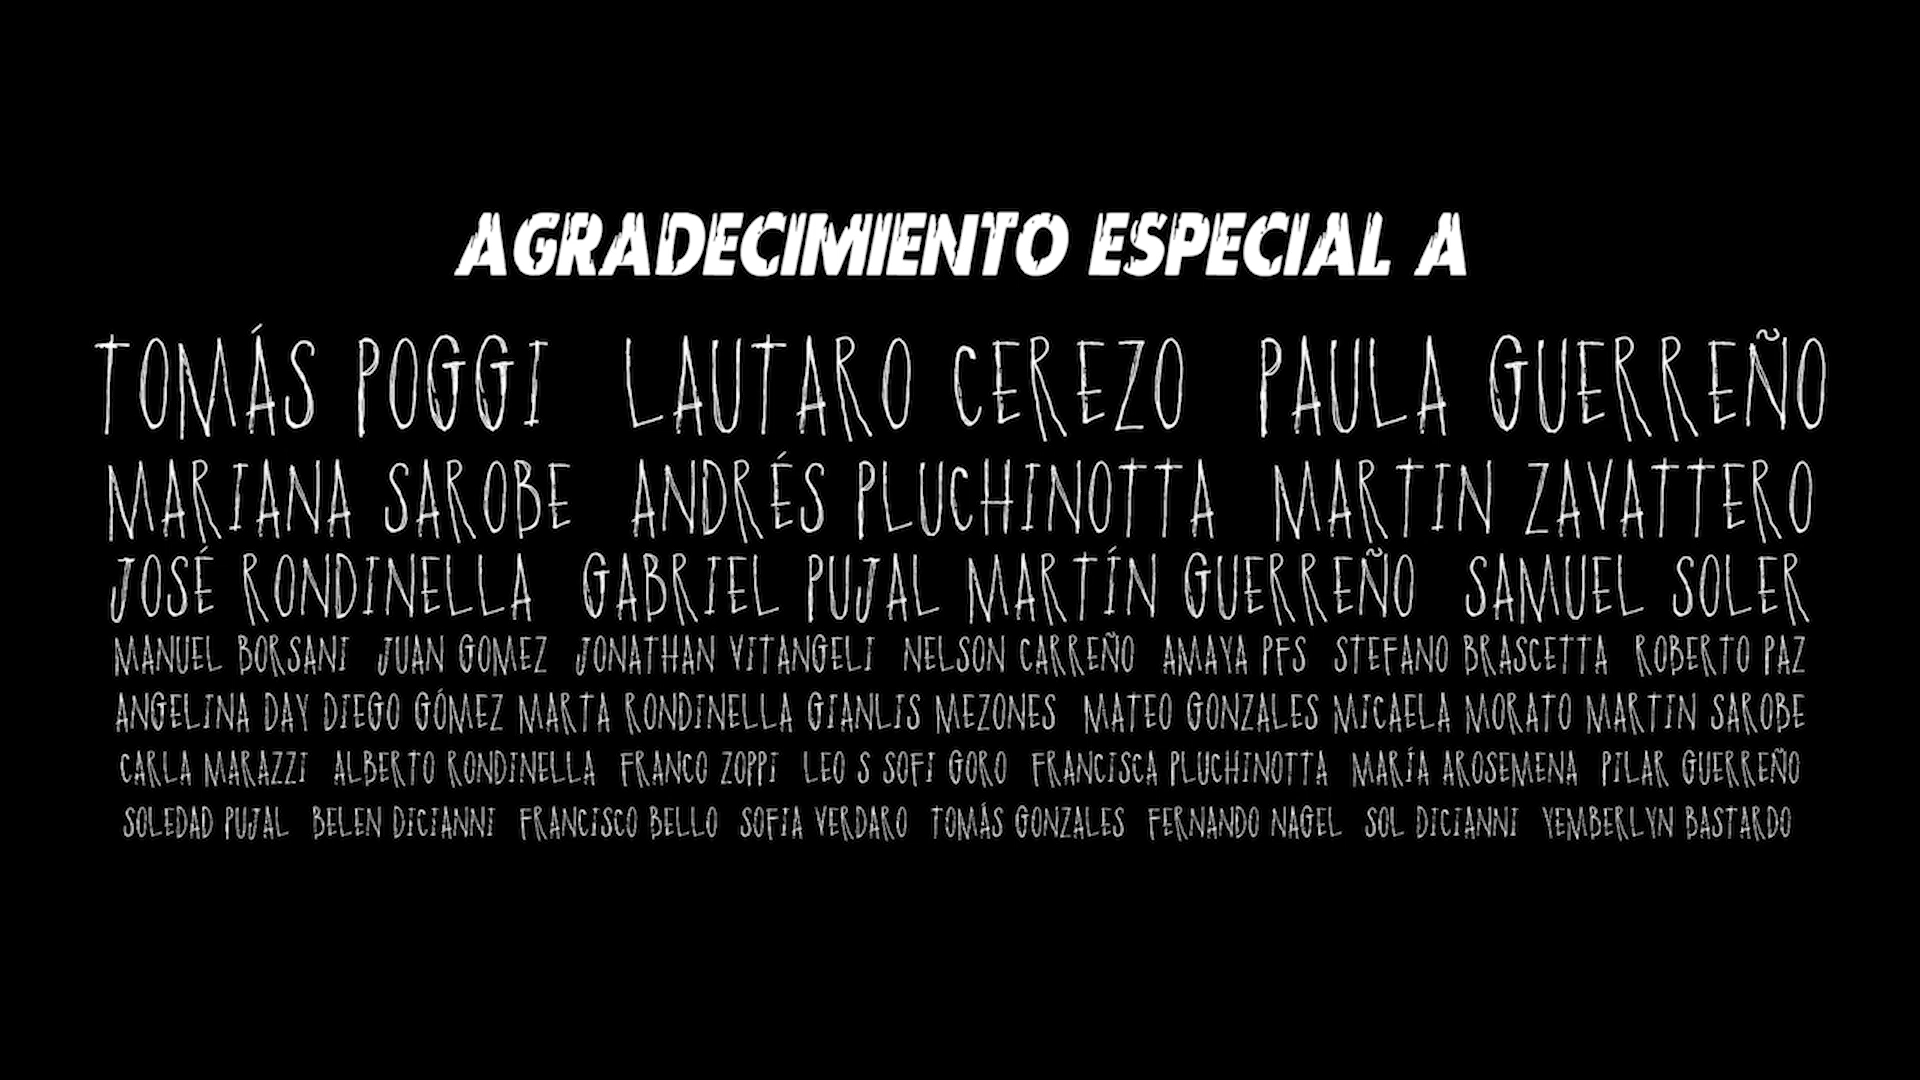 AGRADECIMIENTO ESPECIAL A
TOMÁS POGGI LAUTARO CEREZO PAULA GUERREÑO
MARIANA SAROBE ANDRÉS PLUCHINOTTA MARTIN ZAVATTERO
JOSÉ RONDINELLA GABRIEL PUJAL MARTÍN GUERREÑO SAMUEL SOLER
MANUEL BORSANI JUAN GOMEZ JONATHAN VITANGELI NELSON CARREÑO AMAYA PFS STEFANO BRASCETTA ROBERTO PAZ
ANGELINA DAY DIEGO GÓMEZ MARTA RONDINELLA GIANLIS MEZONES MATEO GONZALES MICAELA MORATO MARTIN SAROBE
CARLA MARAZZI ALBERTO RONDINELLA FRANCO ZOPPI LEO S SOFI GORO FRANCISCA PLUCHINOTTA MARÍA AROSEMENA PILAR GUERREÑO
SOLEDAD PUJAL BELEN DICIANNI FRANCISCO BELLO SOFIA VERDARO TOMÁS GONZALES FERNANDO NAGEL SOL DICIANNI YEMBERLYN BASTARDO